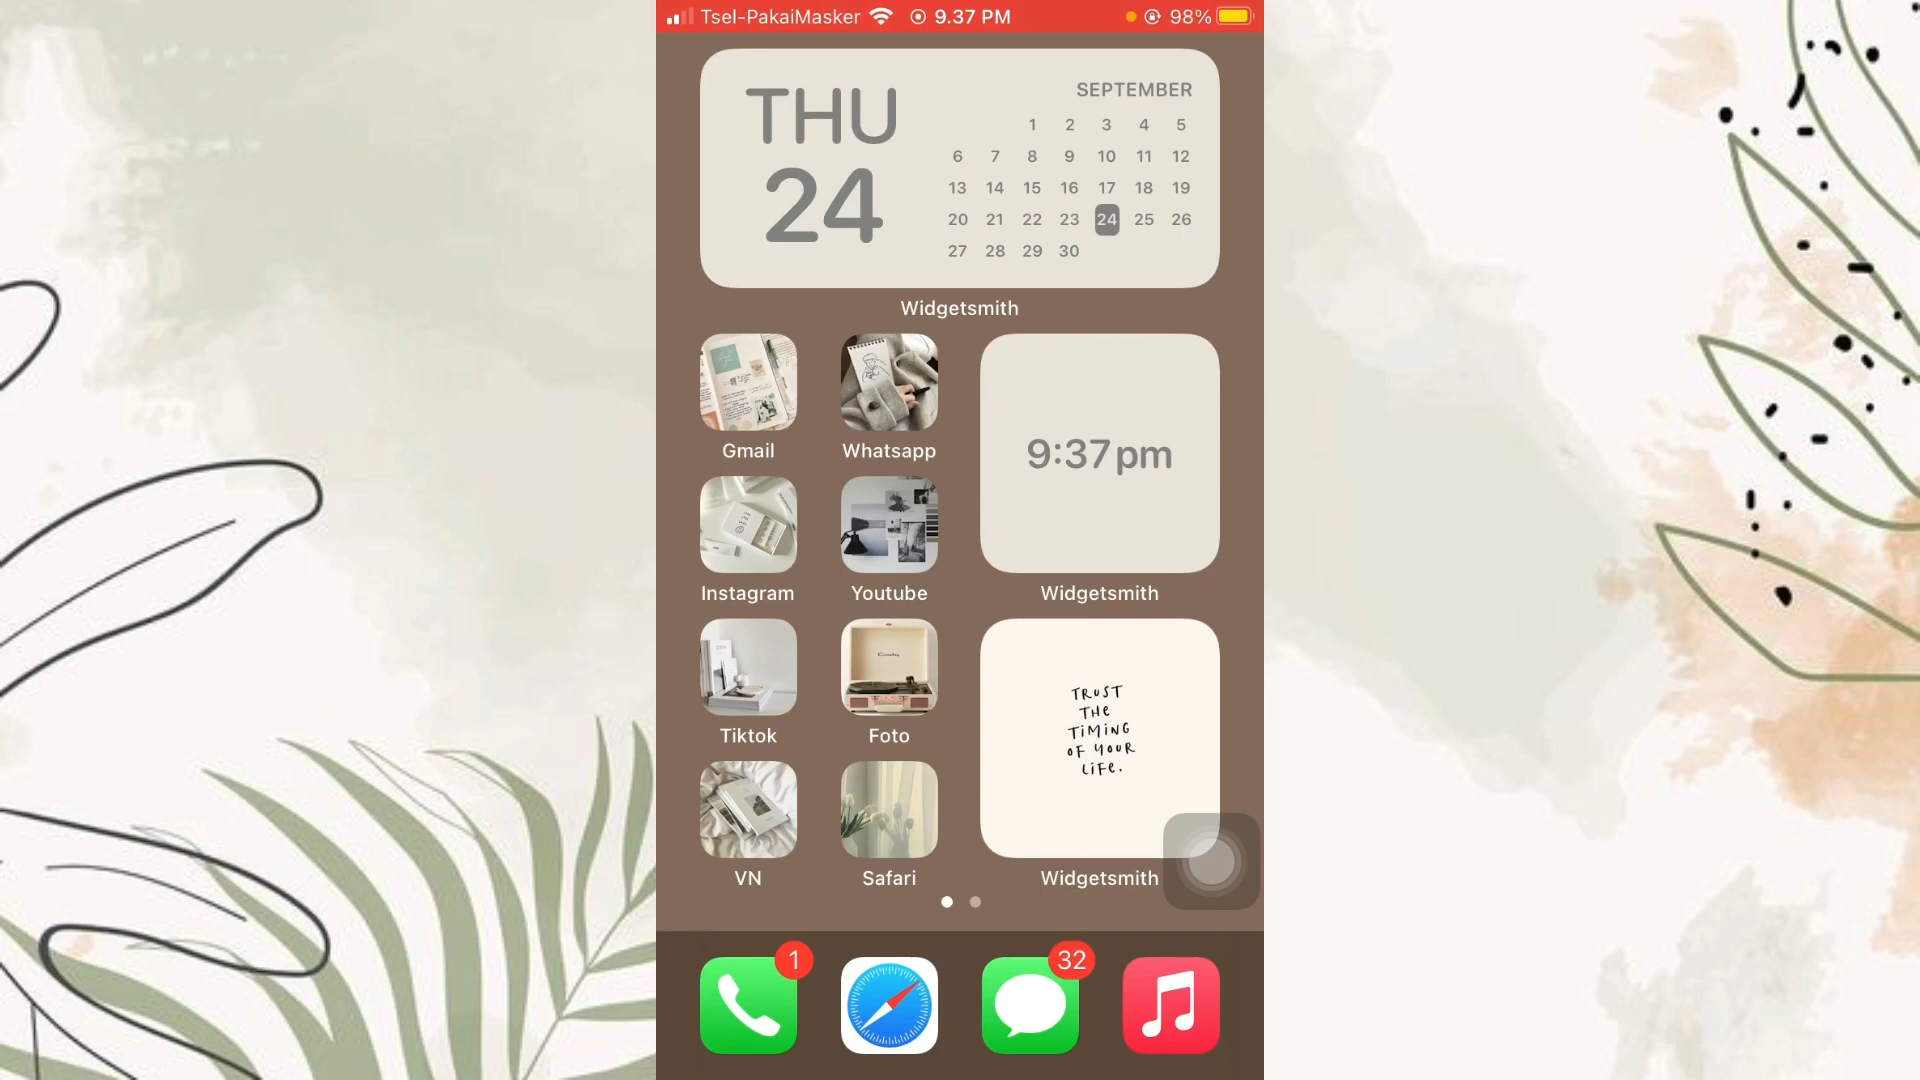 Tsel-PakaiMasker 9.37 PM 98%
THU
24
SEPTEMBER
1 2 3 4 5
6 7 8 9 10 11 12
13 14 15 16 17 18 19
20 21 22 23 24 25 26
27 28 29 30
Widgetsmith
Gmail Whatsapp
9:37pm
Instagram Youtube Widgetsmith
Tiktok Foto
TRUST
THE
TIMING
OF YOUR
LIFE.
VN Safari Widgetsmith
1 32